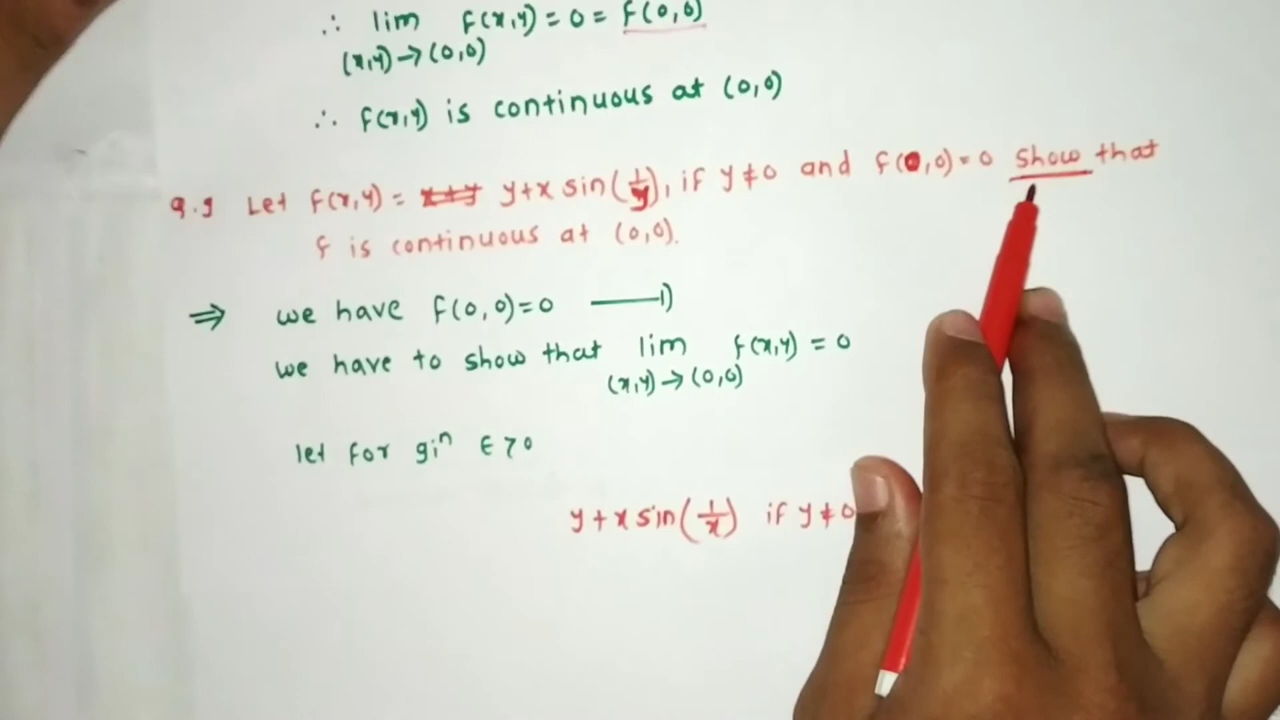 ∴ lim f(x,y) = 0 = f(0,0)
(x,y)→(0,0)
∴ f(x,y) is continuous at (0,0)
Q.9 Let f(x,y) = x+y y+x sin(1/y), if y≠0 and f(0,0)=0 show that
f is continuous at (0,0).
⇒ we have f(0,0)=0 —1)
we have to show that lim f(x,y) = 0
(x,y)→(0,0)
let for giⁿ ∈>0
y+x sin(1/x) if y≠0